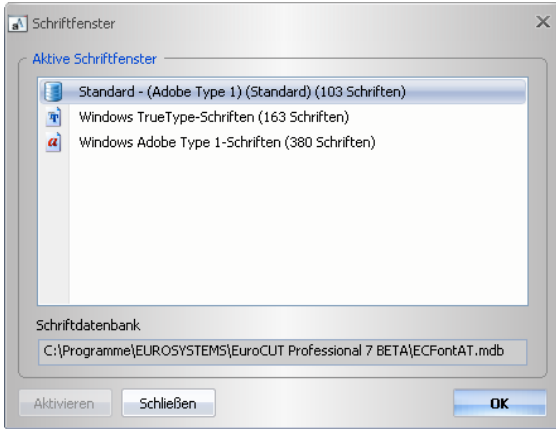 Schriftfenster
Aktive Schriftfenster
Standard - (Adobe Type 1) (Standard) (103 Schriften)
Windows TrueType-Schriften (163 Schriften)
Windows Adobe Type 1-Schriften (380 Schriften)
Schriftdatenbank
C:\Programme\EUROSYSTEMS\EuroCUT Professional 7 BETA\ECFontAT.mdb
Aktivieren Schließen OK